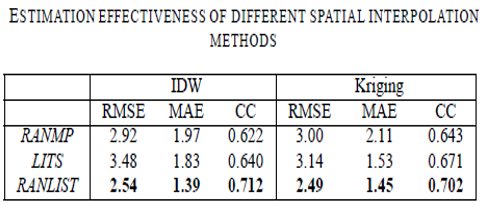 ESTIMATION EFFECTIVENESS OF DIFFERENT SPATIAL INTERPOLATION
METHODS
IDW Kriging
RMSE MAE CC RMSE MAE CC
RANMP 2.92 1.97 0.622 3.00 2.11 0.643
LITS 3.48 1.83 0.640 3.14 1.53 0.671
RANLIST 2.54 1.39 0.712 2.49 1.45 0.702